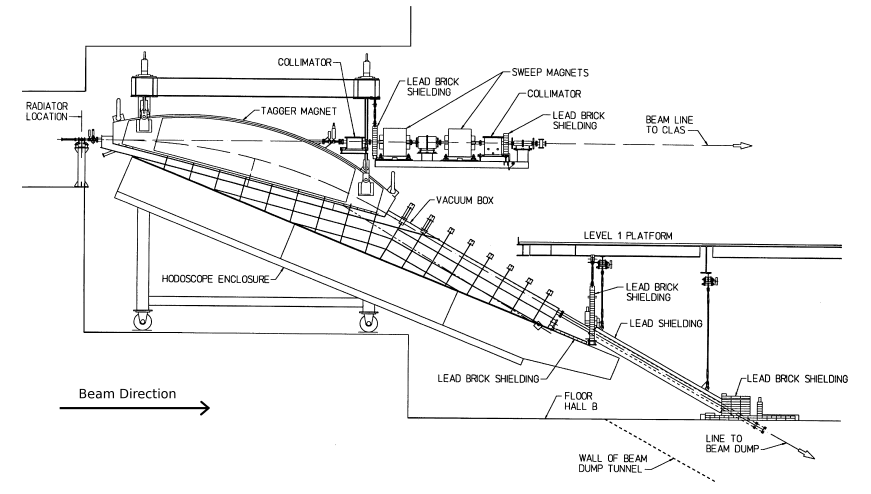 COLLIMATOR
LEAD BRICK
SHIELDING
SWEEP MAGNETS
COLLIMATOR
RADIATOR
LOCATION
TAGGER MAGNET
LEAD BRICK
SHIELDING
BEAM LINE
TO CLAS
VACUUM BOX
LEVEL 1 PLATFORM
HODOSCOPE ENCLOSURE
LEAD BRICK
SHIELDING
LEAD SHIELDING
LEAD BRICK SHIELDING
LEAD BRICK SHIELDING
Beam Direction
FLOOR
HALL B
LINE TO
BEAM DUMP
WALL OF BEAM
DUMP TUNNEL